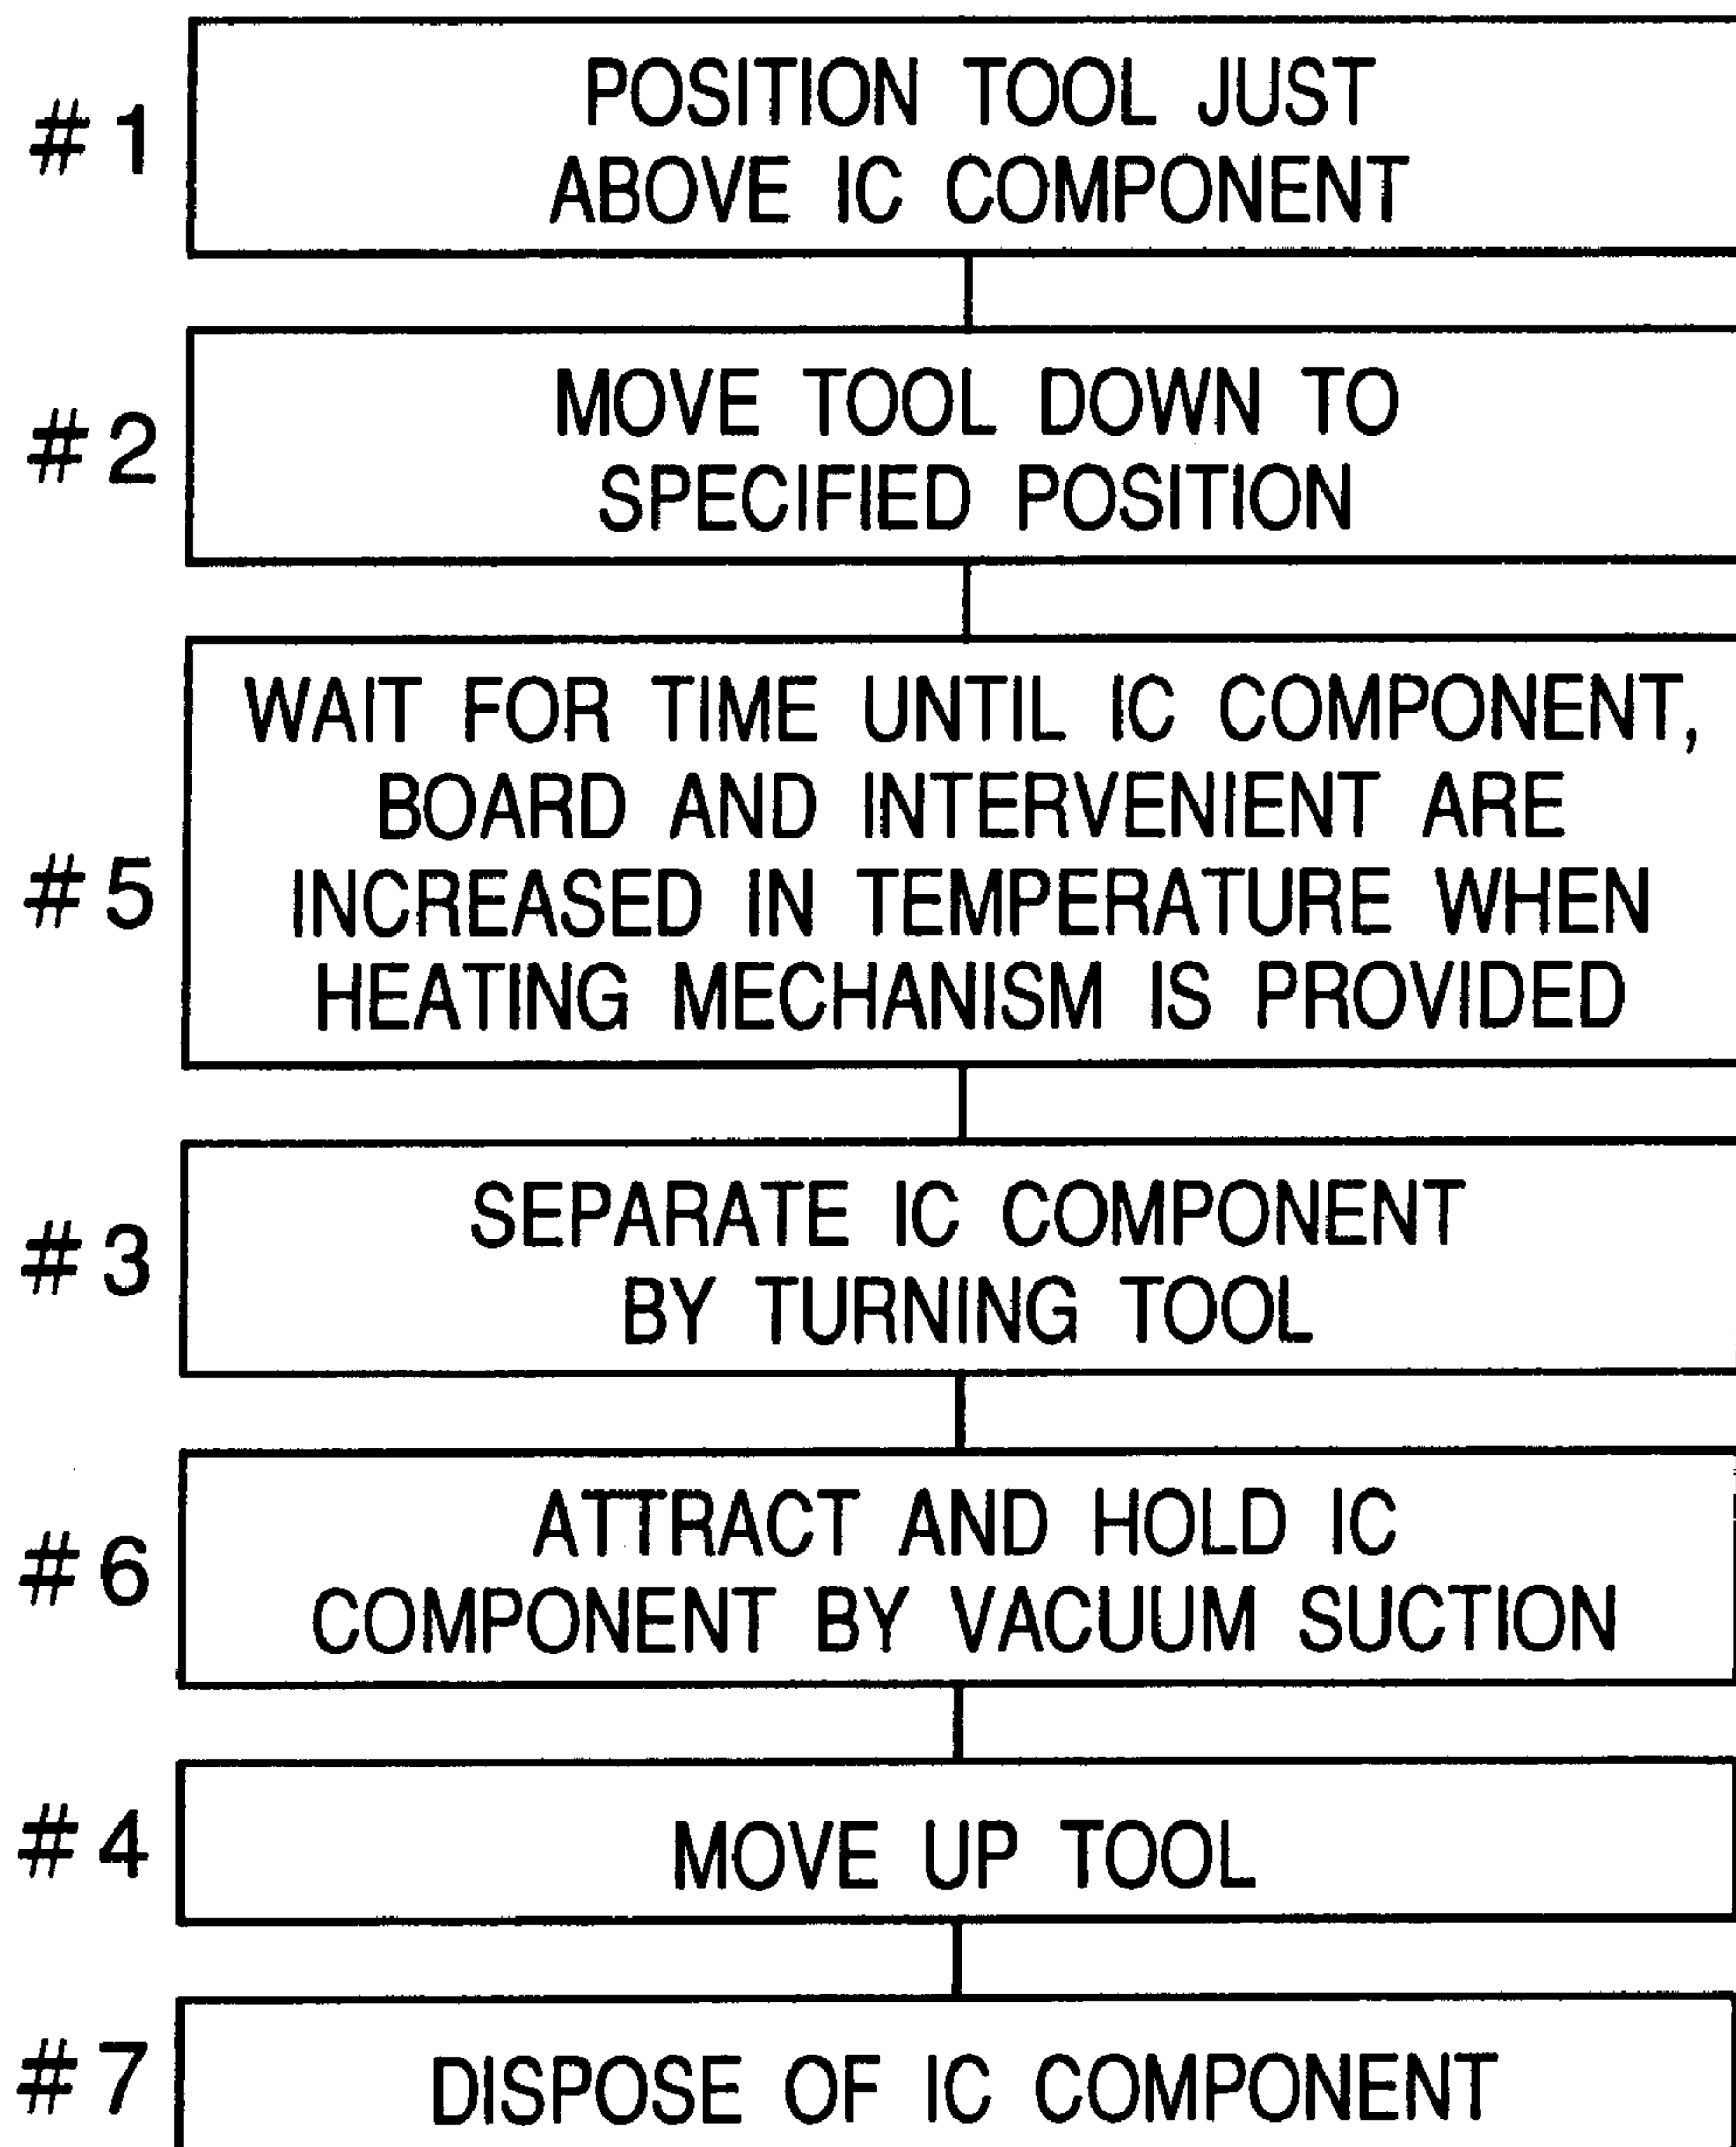 #1
POSITION TOOL JUST
ABOVE IC COMPONENT
#2
MOVE TOOL DOWN TO
SPECIFIED POSITION
#5
WAIT FOR TIME UNTIL IC COMPONENT,
BOARD AND INTERVENIENT ARE
INCREASED IN TEMPERATURE WHEN
HEATING MECHANISM IS PROVIDED
#3
SEPARATE IC COMPONENT
BY TURNING TOOL
#6
ATTRACT AND HOLD IC
COMPONENT BY VACUUM SUCTION
#4
MOVE UP TOOL
#7
DISPOSE OF IC COMPONENT